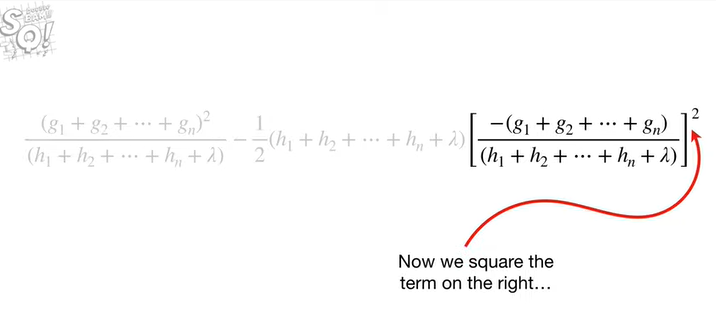 (g₁ + g₂ + ⋯ + gₙ)² / (h₁ + h₂ + ⋯ + hₙ + λ) − 1/2 (h₁ + h₂ + ⋯ + hₙ + λ) [ −(g₁ + g₂ + ⋯ + gₙ) / (h₁ + h₂ + ⋯ + hₙ + λ) ]²
Now we square the
term on the right…